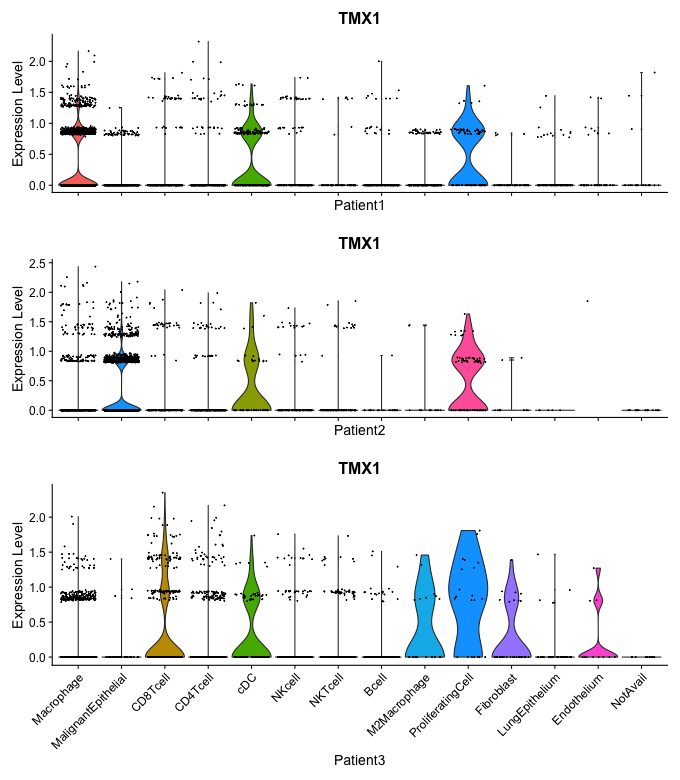 TMX1
Expression Level
2.0
1.5
1.0
0.5
0.0
Patient1
TMX1
Expression Level
2.5
2.0
1.5
1.0
0.5
0.0
Patient2
TMX1
Expression Level
2.0
1.5
1.0
0.5
0.0
Macrophage
MalignantEpithelial
CD8Tcell
CD4Tcell
cDC
NKcell
NKTcell
Bcell
M2Macrophage
ProliferatingCell
Fibroblast
LungEpithelium
Endothelium
NotAvail
Patient3